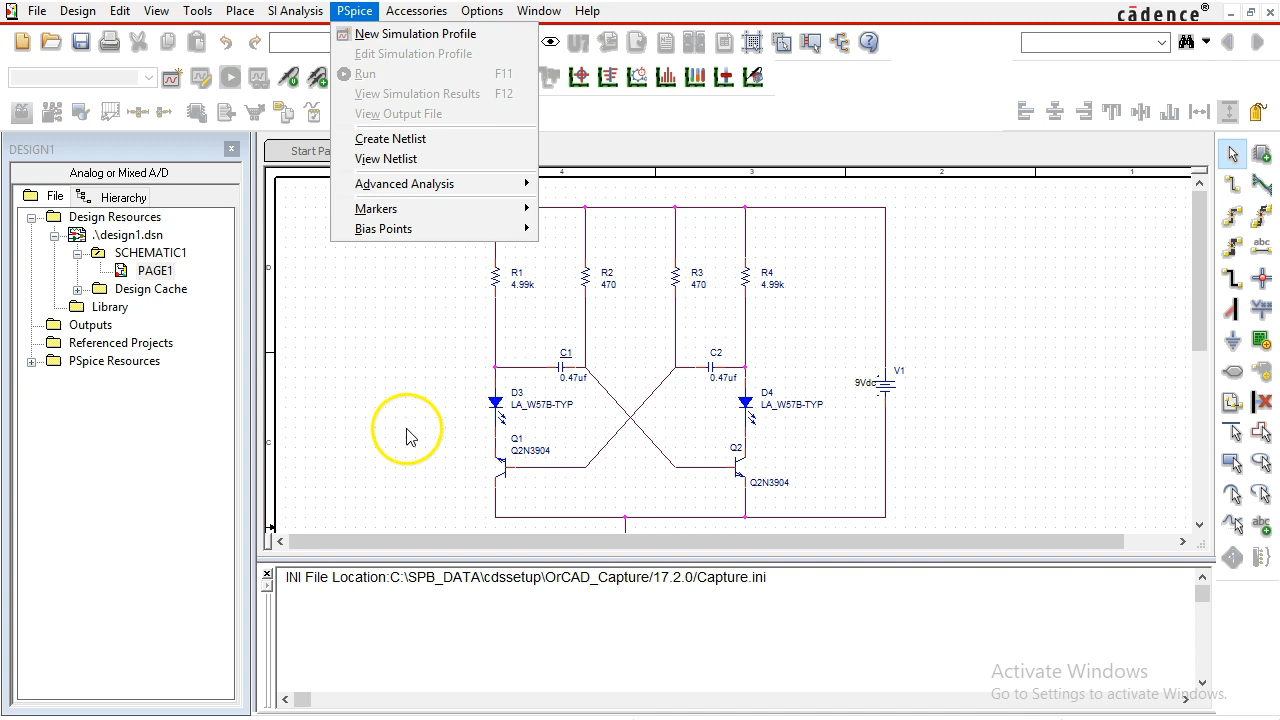 File Design Edit View Tools Place SI Analysis PSpice Accessories Options Window Help
cādence®
New Simulation Profile
Edit Simulation Profile
Run F11
View Simulation Results F12
View Output File
Create Netlist
View Netlist
Advanced Analysis
Markers
Bias Points
DESIGN1
Analog or Mixed A/D
File Hierarchy
Design Resources
.\design1.dsn
SCHEMATIC1
PAGE1
Design Cache
Library
Outputs
Referenced Projects
PSpice Resources
Start Pa
4 3 2 1
D
C
R1
4.99k
R2
470
R3
470
R4
4.99k
C1
0.47uf
C2
0.47uf
V1
9Vdc
D3
LA_W57B-TYP
D4
LA_W57B-TYP
Q1
Q2N3904
Q2
Q2N3904
INI File Location:C:\SPB_DATA\cdssetup\OrCAD_Capture/17.2.0/Capture.ini
Activate Windows
Go to Settings to activate Windows.